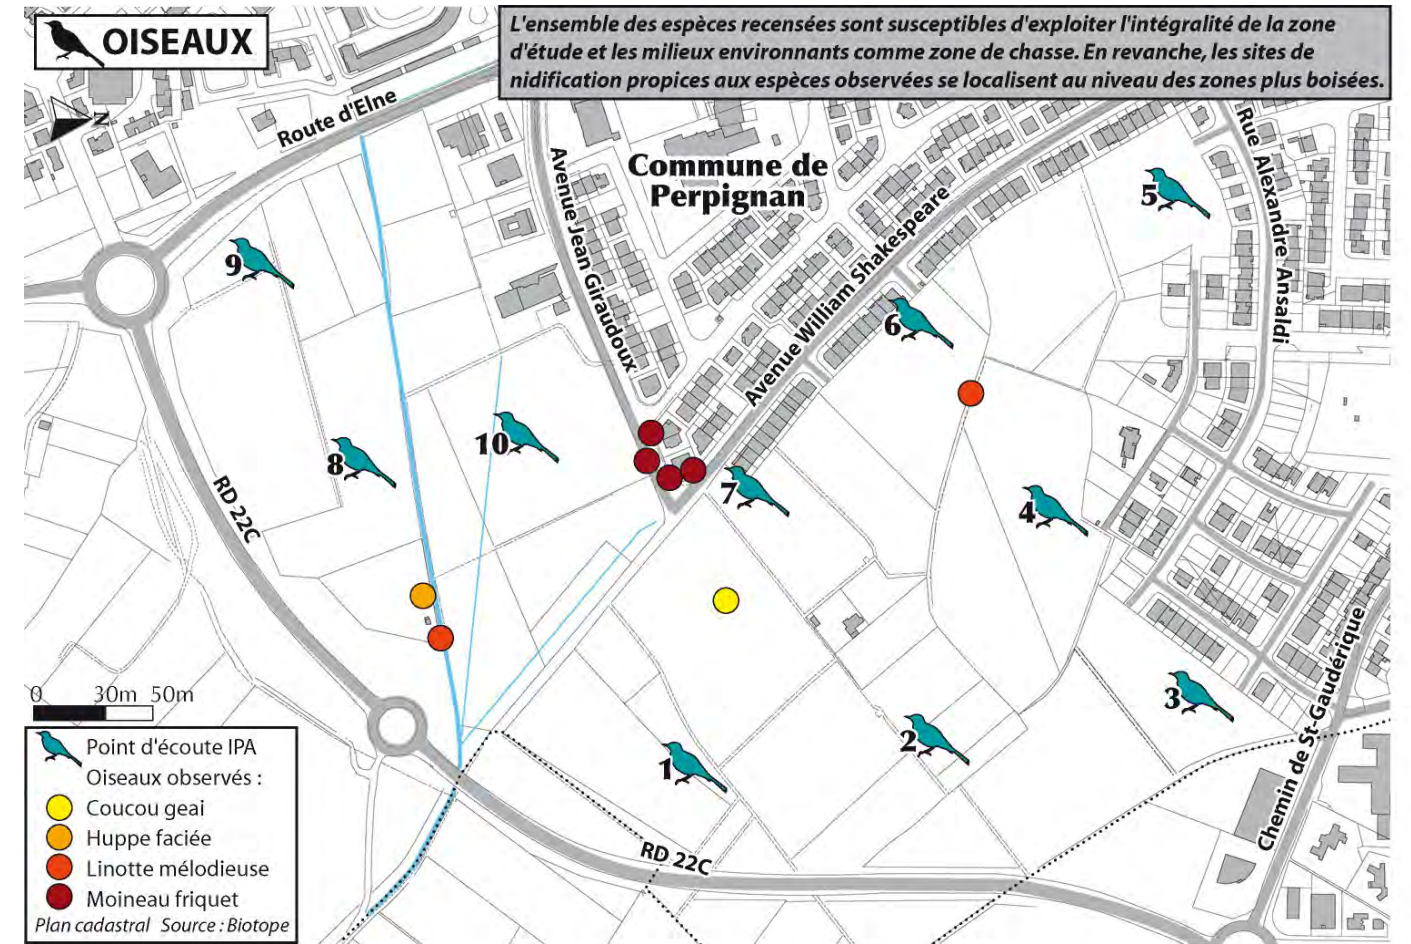 OISEAUX
L'ensemble des espèces recensées sont susceptibles d'exploiter l'intégralité de la zone
d'étude et les milieux environnants comme zone de chasse. En revanche, les sites de
nidification propices aux espèces observées se localisent au niveau des zones plus boisées.
N
Route d'Elne
Avenue Jean Giraudoux
Commune de
Perpignan
Avenue William Shakespeare
Rue Alexandre Ansaldi
5
9
6
10
8
7
4
RD 22C
3
2
1
Chemin de St-Gaudérique
RD 22C
0 30m 50m
Point d'écoute IPA
Oiseaux observés :
Coucou geai
Huppe faciée
Linotte mélodieuse
Moineau friquet
Plan cadastral Source : Biotope